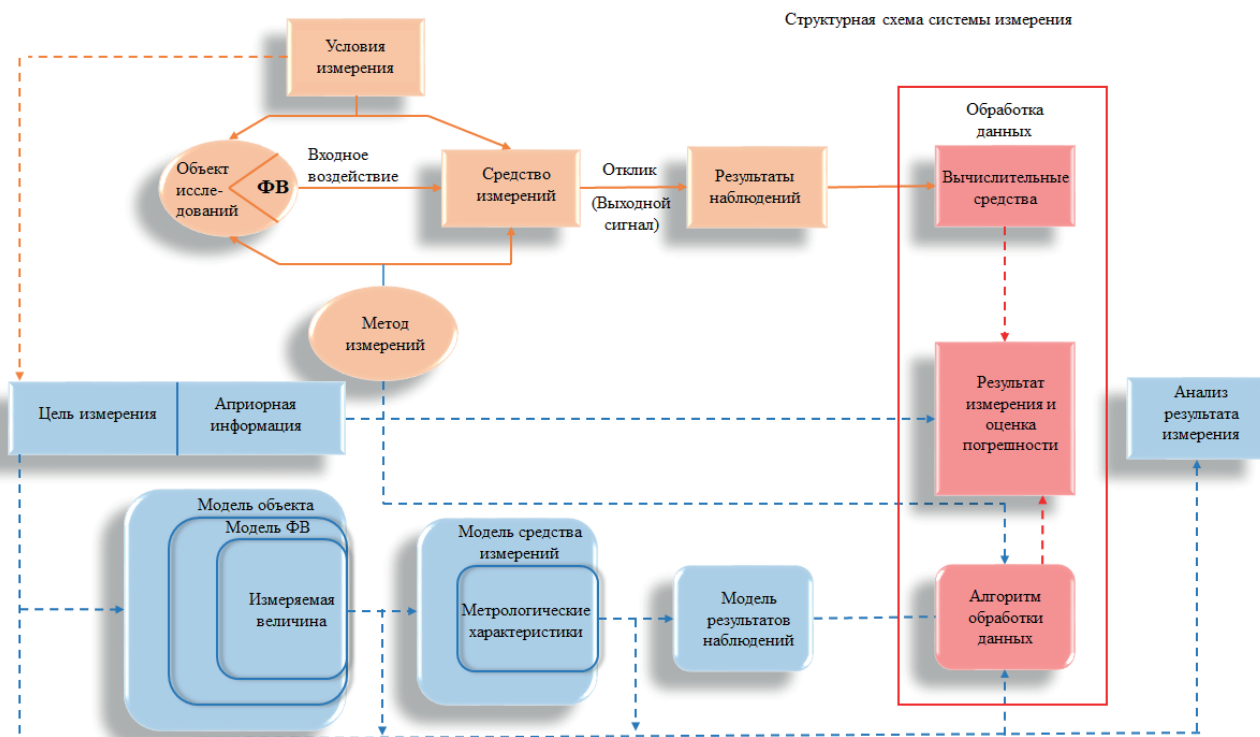 Структурная схема системы измерения
Условия
измерения
Обработка
данных
Объект
иссле-
дований
ФВ
Входное
воздействие
Средство
измерений
Отклик
(Выходной
сигнал)
Результаты
наблюдений
Вычислительные
средства
Метод
измерений
Цель измерения
Априорная
информация
Результат
измерения и
оценка
погрешности
Анализ
результата
измерения
Модель объекта
Модель ФВ
Измеряемая
величина
Модель средства
измерений
Метрологические
характеристики
Модель
результатов
наблюдений
Алгоритм
обработки
данных